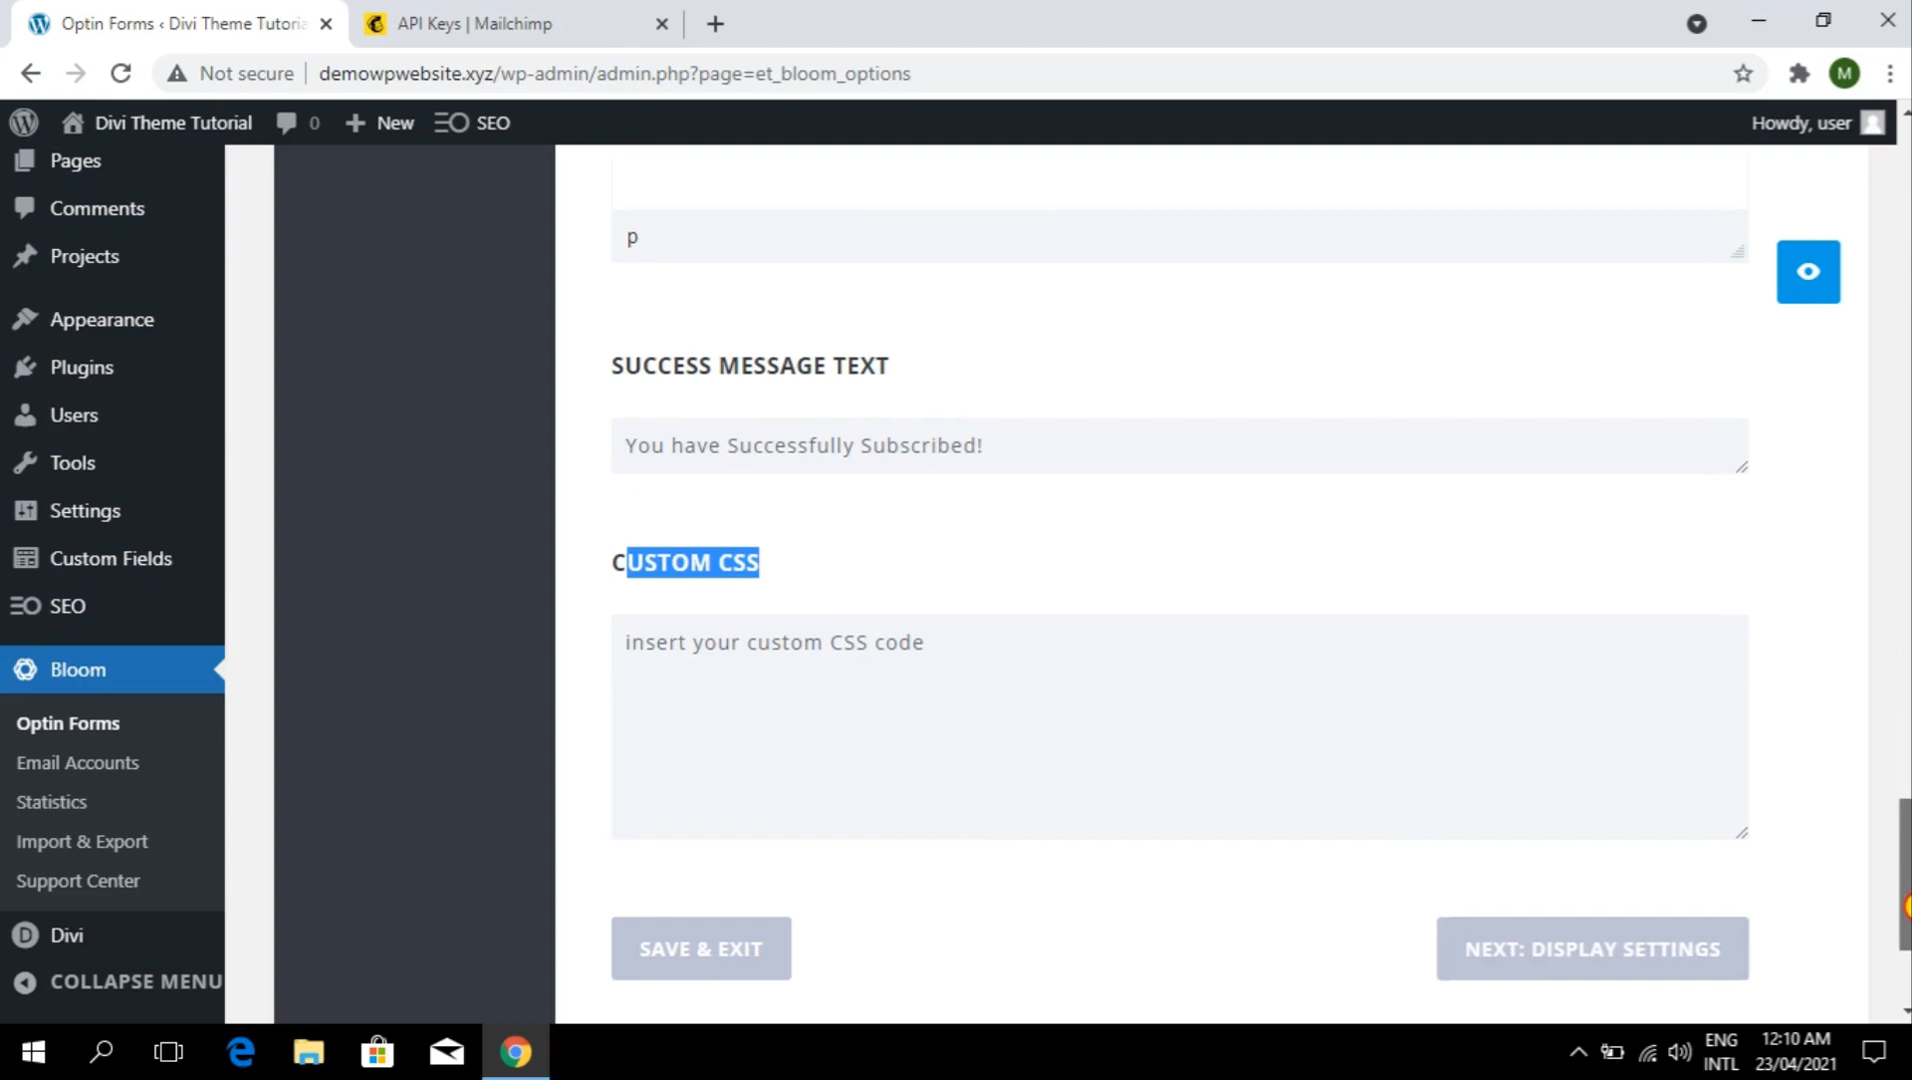 Optin Forms ‹ Divi Theme Tutoria
API Keys | Mailchimp
Not secure
demowpwebsite.xyz/wp-admin/admin.php?page=et_bloom_options
M
Divi Theme Tutorial
0
New
SEO
Howdy, user
Pages
Comments
Projects
Appearance
Plugins
Users
Tools
Settings
Custom Fields
SEO
Bloom
Optin Forms
Email Accounts
Statistics
Import & Export
Support Center
Divi
COLLAPSE MENU
p
SUCCESS MESSAGE TEXT
You have Successfully Subscribed!
CUSTOM CSS
insert your custom CSS code
SAVE & EXIT
NEXT: DISPLAY SETTINGS
ENG
INTL
12:10 AM
23/04/2021